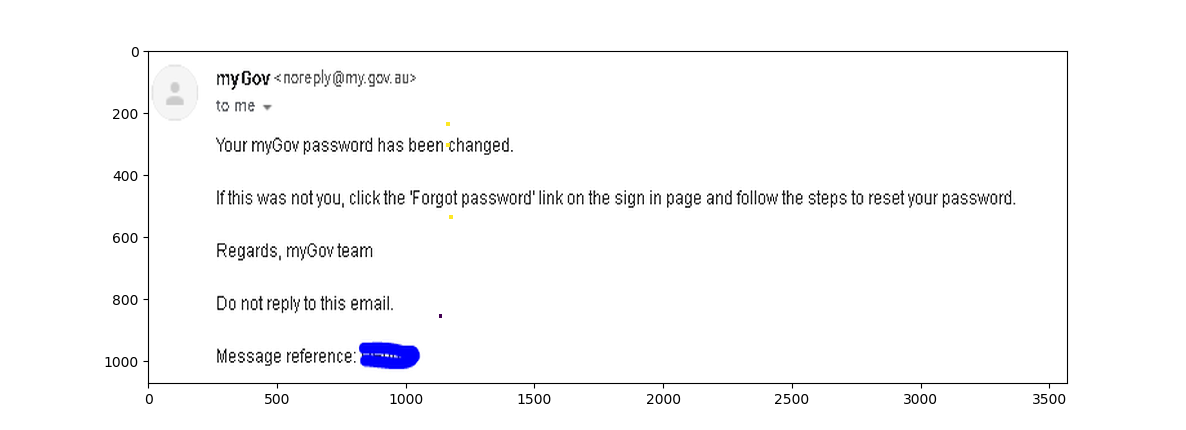 myGov <noreply@my.gov.au>
to me
Your myGov password has been changed.
If this was not you, click the 'Forgot password' link on the sign in page and follow the steps to reset your password.
Regards, myGov team
Do not reply to this email.
Message reference:
0
200
400
600
800
1000
0 500 1000 1500 2000 2500 3000 3500